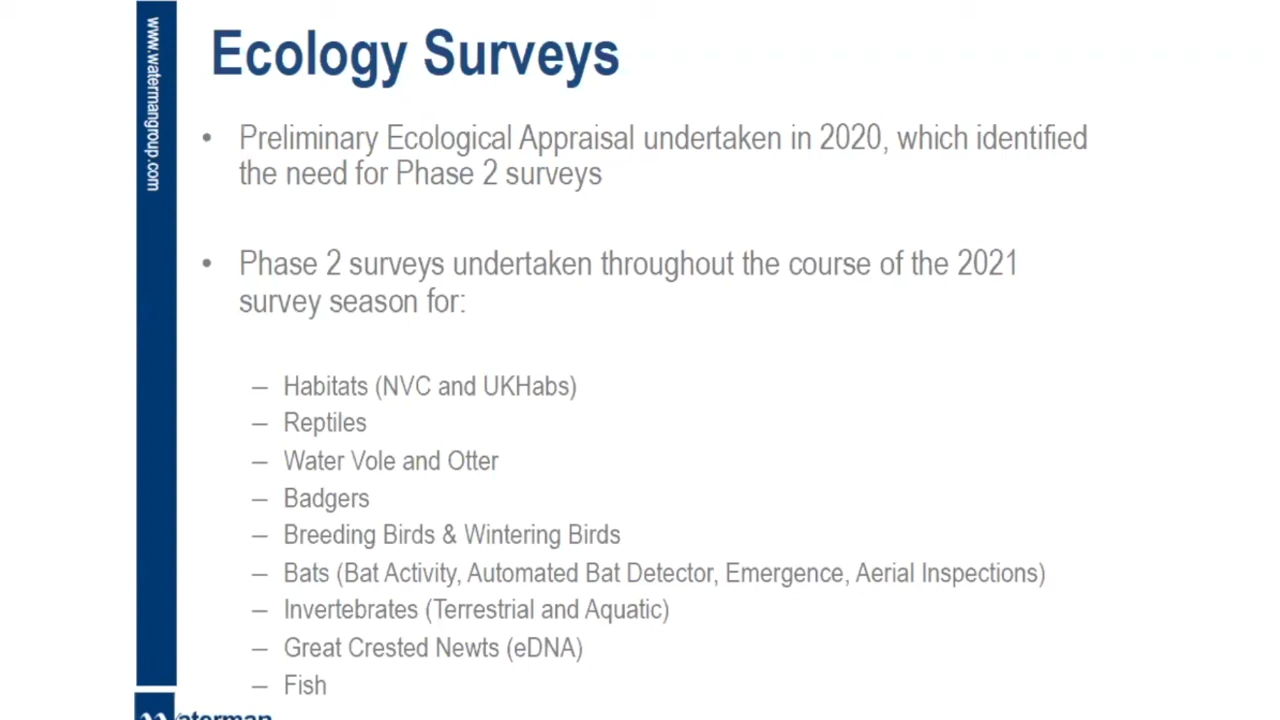 www.watermangroup.com
Ecology Surveys
• Preliminary Ecological Appraisal undertaken in 2020, which identified
the need for Phase 2 surveys
• Phase 2 surveys undertaken throughout the course of the 2021
survey season for:
– Habitats (NVC and UKHabs)
– Reptiles
– Water Vole and Otter
– Badgers
– Breeding Birds & Wintering Birds
– Bats (Bat Activity, Automated Bat Detector, Emergence, Aerial Inspections)
– Invertebrates (Terrestrial and Aquatic)
– Great Crested Newts (eDNA)
– Fish
Waterman